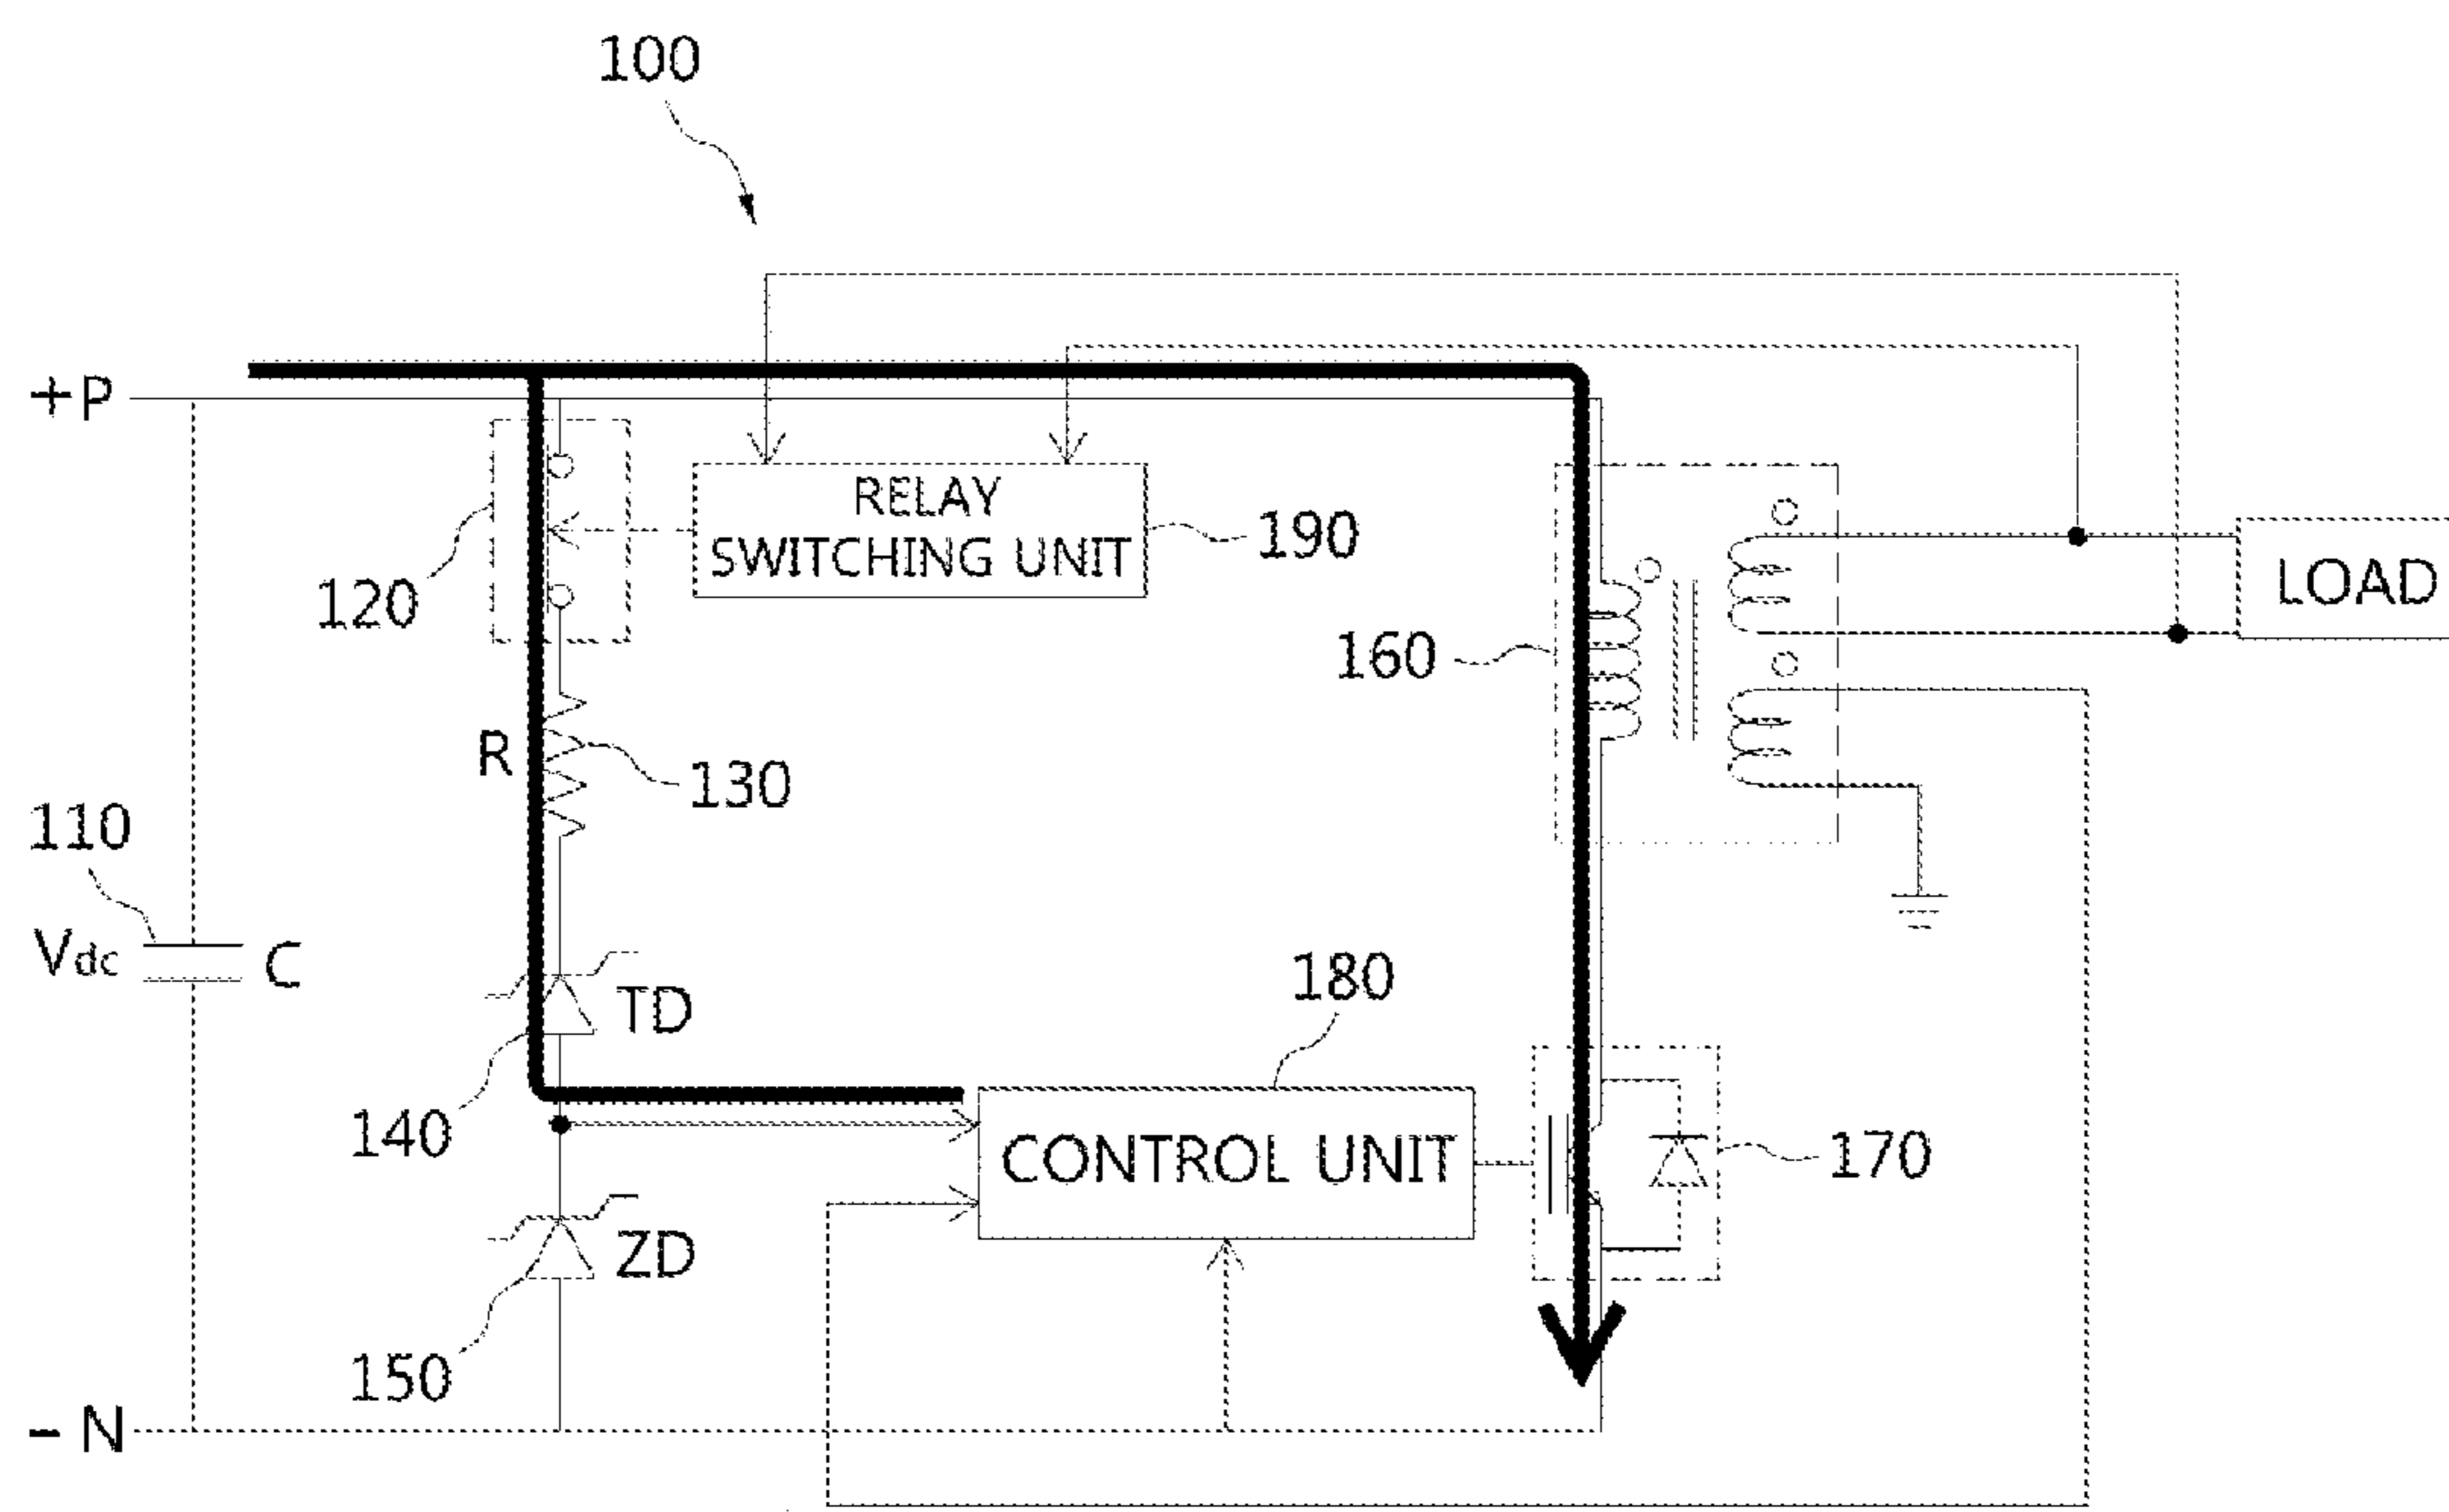 100
+P
RELAY
SWITCHING UNIT
190
120
LOAD
160
R
130
110
Vdc
C
180
TD
140
CONTROL UNIT
170
ZD
150
- N